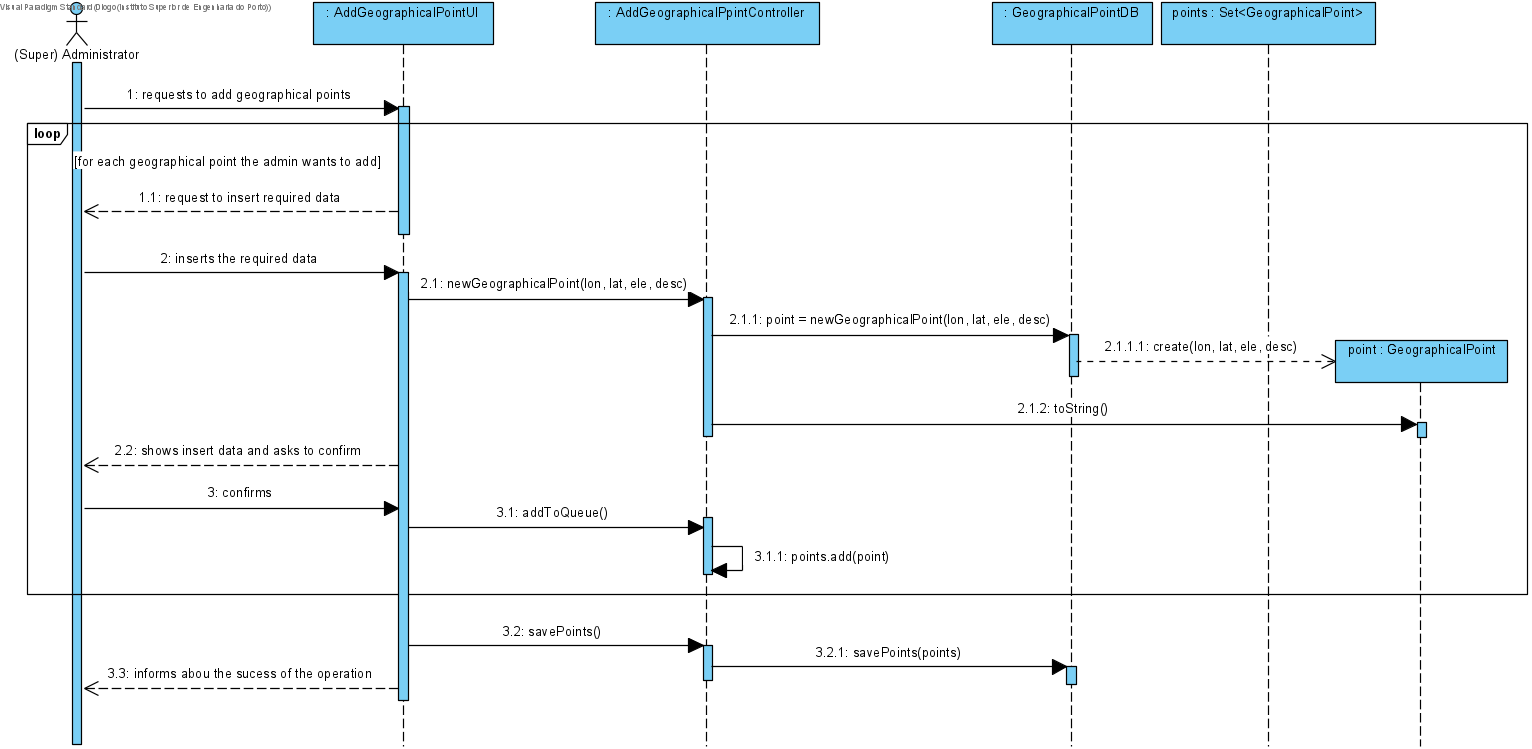 Visual Paradigm Standard (Diogo(Instituto Superior de Engenharia do Porto))
: AddGeographicalPointUI
: AddGeographicalPpintController
: GeographicalPointDB
points : Set<GeographicalPoint>
(Super) Administrator
1: requests to add geographical points
loop
[for each geographical point the admin wants to add]
1.1: request to insert required data
2: inserts the required data
2.1: newGeographicalPoint(lon, lat, ele, desc)
2.1.1: point = newGeographicalPoint(lon, lat, ele, desc)
2.1.1.1: create(lon, lat, ele, desc)
point : GeographicalPoint
2.1.2: toString()
2.2: shows insert data and asks to confirm
3: confirms
3.1: addToQueue()
3.1.1: points.add(point)
3.2: savePoints()
3.2.1: savePoints(points)
3.3: informs abou the sucess of the operation